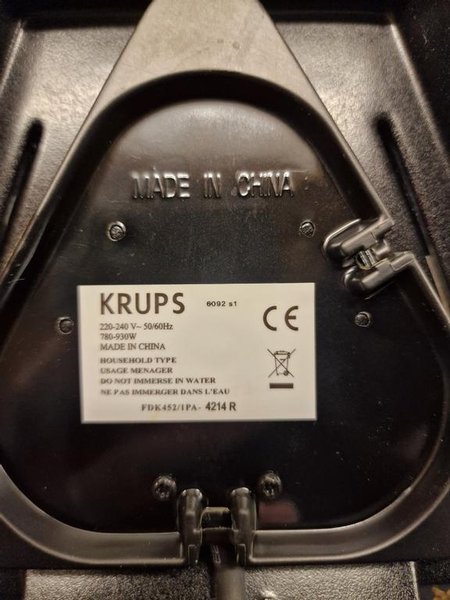 MADE IN CHINA
KRUPS 6092 s1
220-240 V~ 50/60Hz
780-930W
MADE IN CHINA
HOUSEHOLD TYPE
USAGE MENAGER
DO NOT IMMERSE IN WATER
NE PAS IMMERGER DANS L'EAU
FDK452/1PA- 4214 R
CE